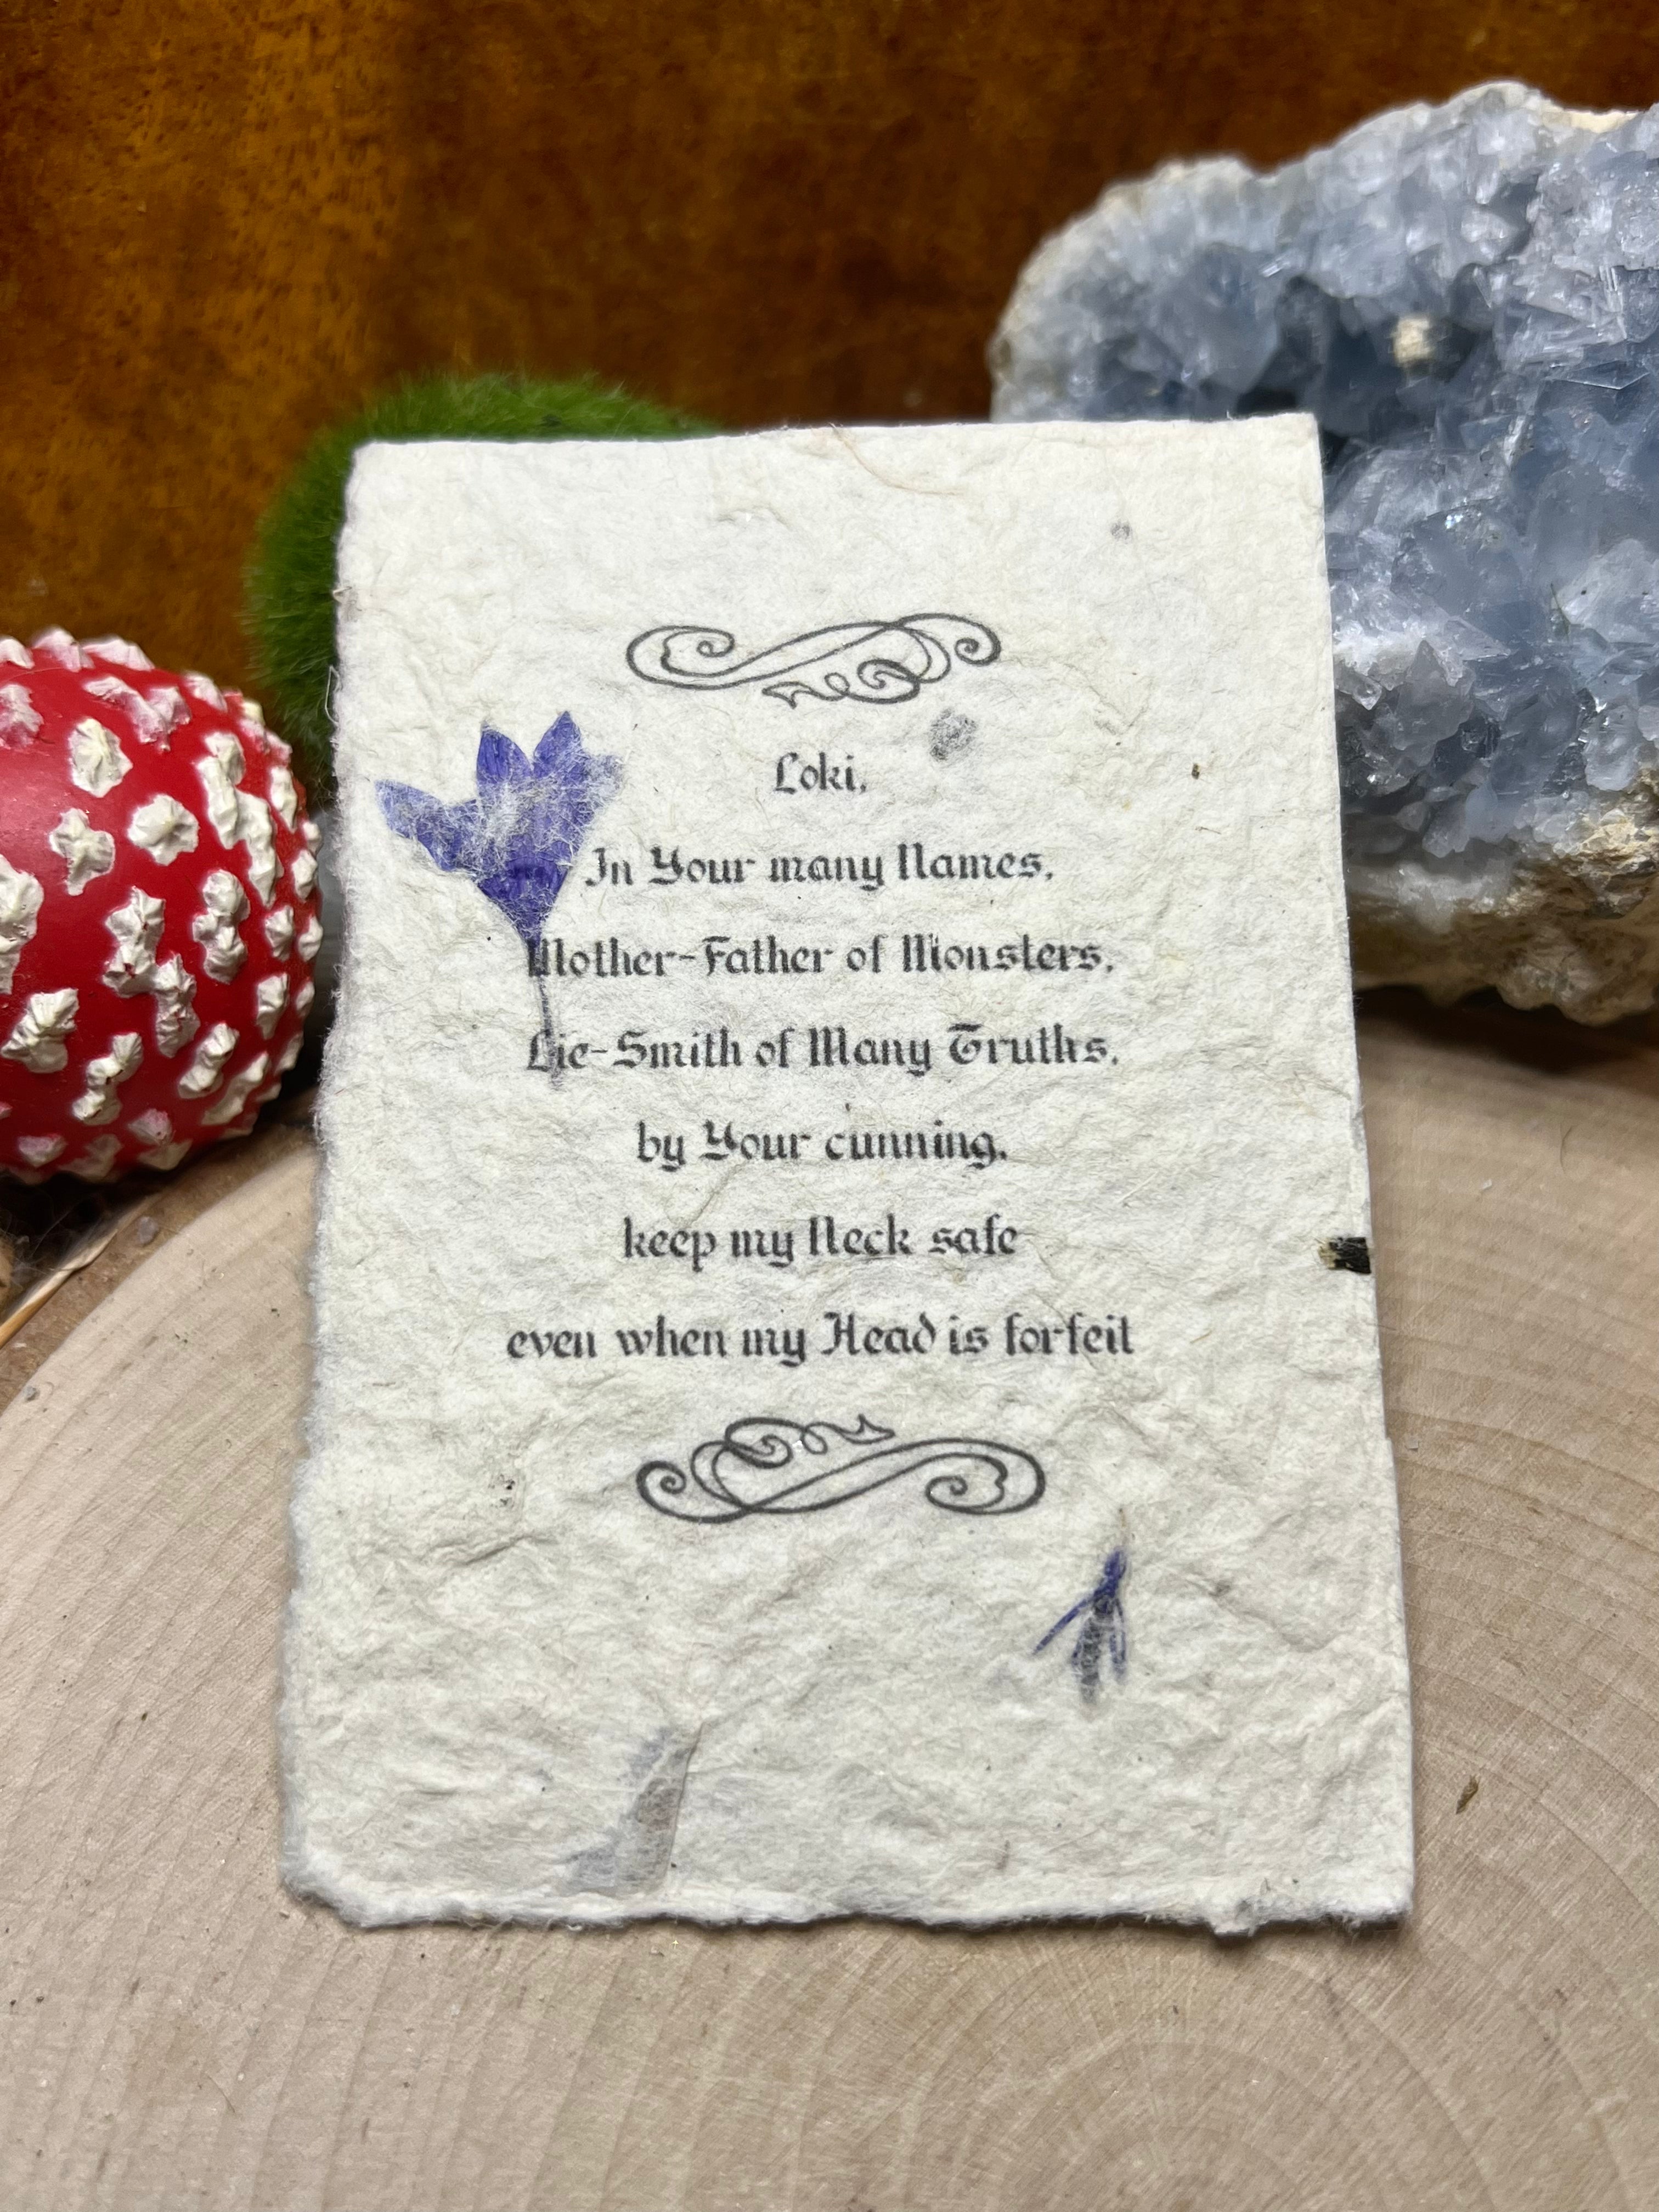 Loki,
In Your many Names,
Mother-Father of Monsters,
Lie-Smith of Many Truths,
by Your cunning,
keep my Neck safe
even when my Head is forfeit